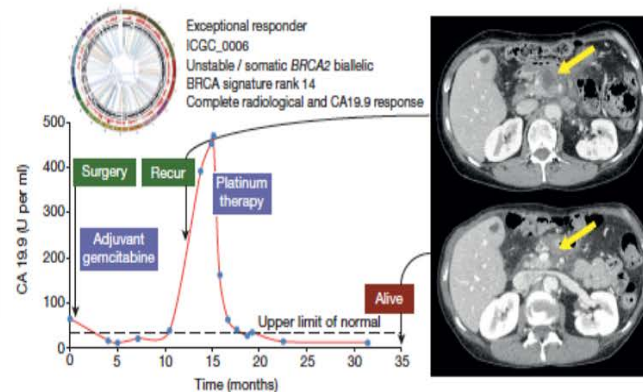 Exceptional responder
ICGC_0006
Unstable / somatic BRCA2 biallelic
BRCA signature rank 14
Complete radiological and CA19.9 response
500
400
300
200
100
0
CA 19.9 (U per ml)
Surgery
Recur
Platinum
therapy
Adjuvant
gemcitabine
Alive
Upper limit of normal
0
5
10
15
20
25
30
35
Time (months)